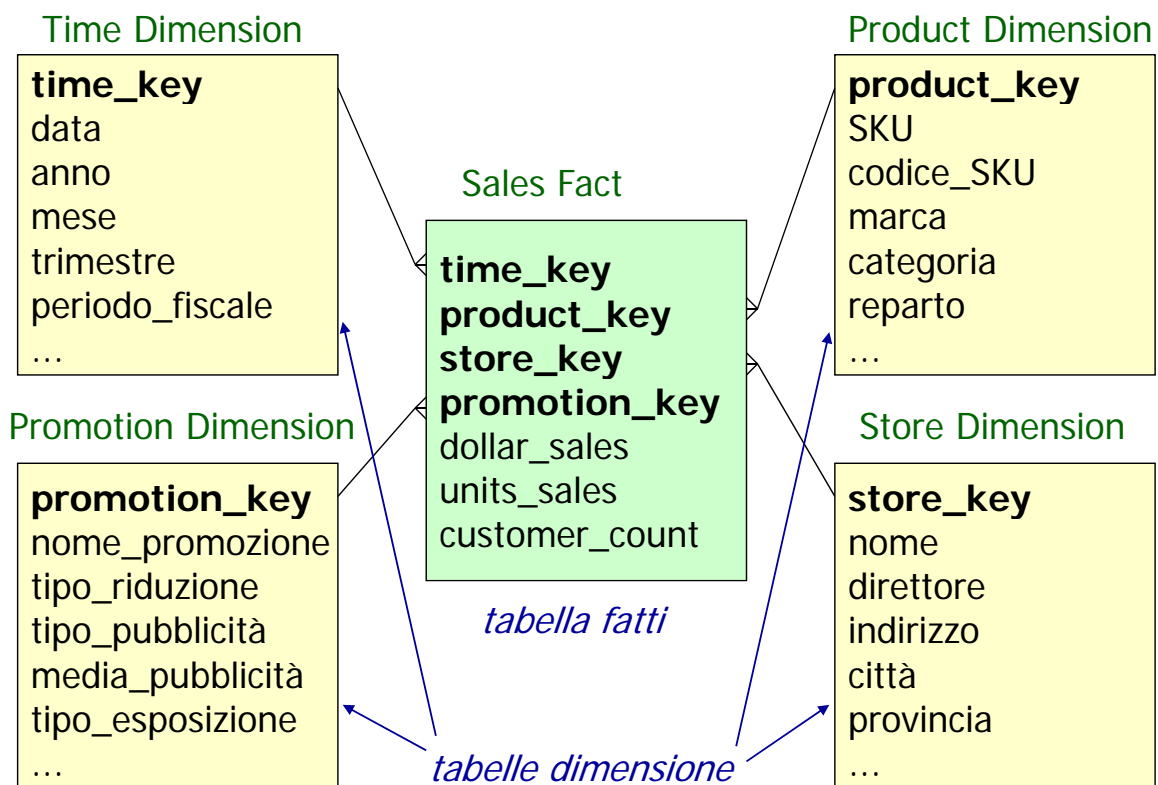 Time Dimension
time_key
data
anno
mese
trimestre
periodo_fiscale
…
Product Dimension
product_key
SKU
codice_SKU
marca
categoria
reparto
…
Sales Fact
time_key
product_key
store_key
promotion_key
dollar_sales
units_sales
customer_count
tabella fatti
Promotion Dimension
promotion_key
nome_promozione
tipo_riduzione
tipo_pubblicità
media_pubblicità
tipo_esposizione
…
Store Dimension
store_key
nome
direttore
indirizzo
città
provincia
…
tabelle dimensione